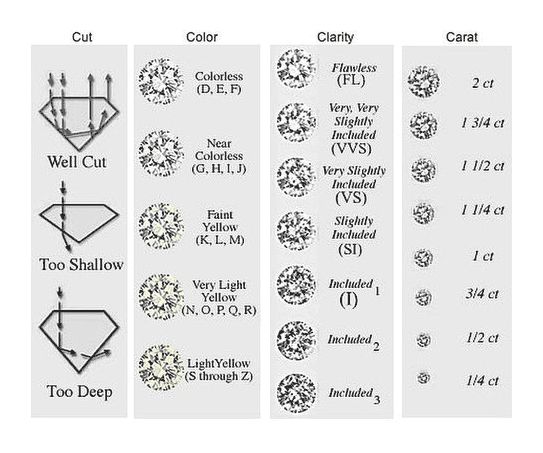 Cut
Well Cut
Too Shallow
Too Deep
Color
Colorless
(D, E, F)
Near
Colorless
(G, H, I, J)
Faint
Yellow
(K, L, M)
Very Light
Yellow
(N, O, P, Q, R)
LightYellow
(S through Z)
Clarity
Flawless
(FL)
Very, Very
Slightly
Included
(VVS)
Very Slightly
Included
(VS)
Slightly
Included
(SI)
Included 1
(I)
Included 2
Included 3
Carat
2 ct
1 3/4 ct
1 1/2 ct
1 1/4 ct
1 ct
3/4 ct
1/2 ct
1/4 ct